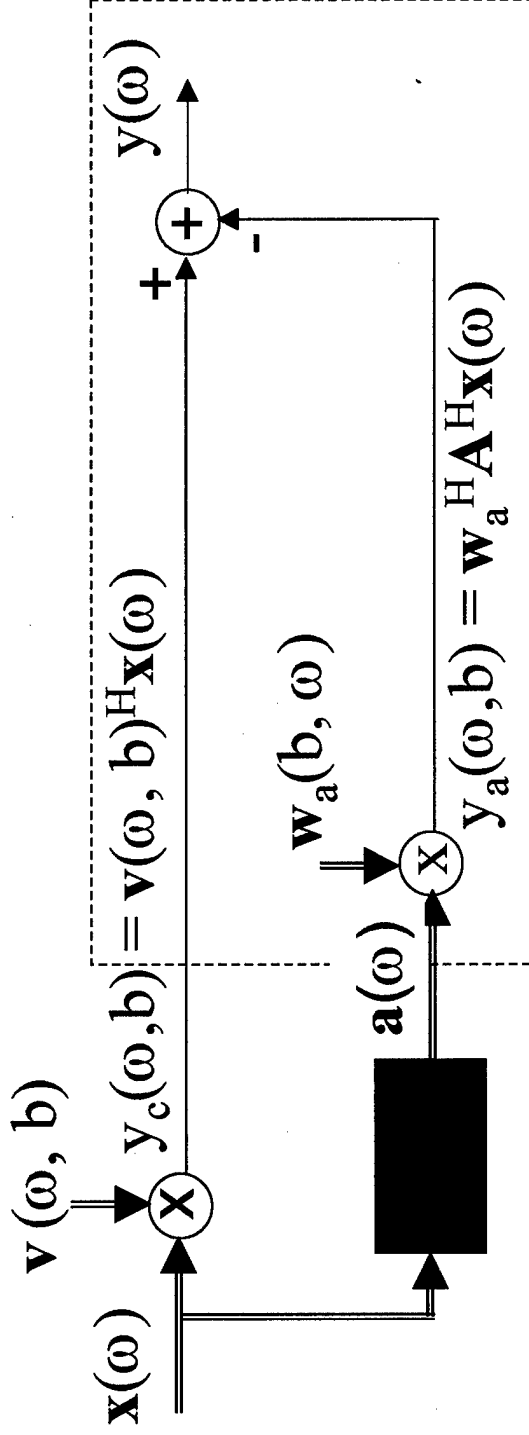 x(ω)
v(ω, b)
x
y_c(ω,b) = v(ω, b)^H x(ω)
+
+
y(ω)
-
a(ω)
w_a(b, ω)
x
y_a(ω,b) = w_a^H A^H x(ω)